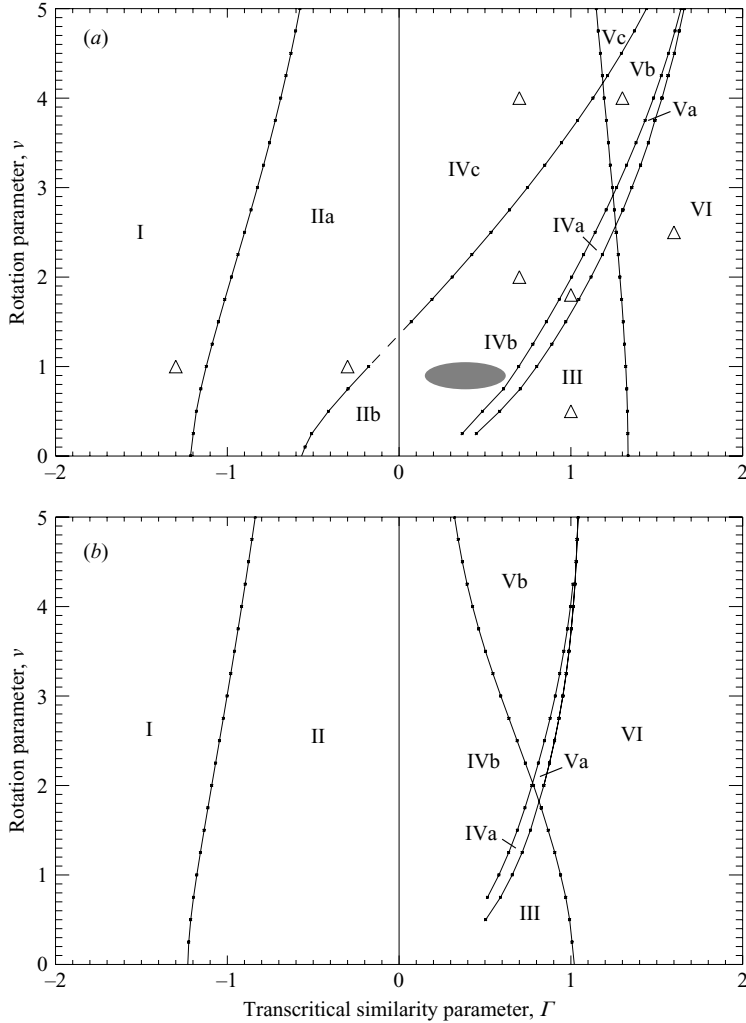 5
(a)
Vc
Vb
4
Va
Rotation parameter, ν
3
IVc
I
IIa
IVa
VI
2
IVb
1
III
IIb
0
−2
−1
0
1
2
5
(b)
Vb
4
Rotation parameter, ν
3
I
II
VI
IVb
Va
2
IVa
1
III
0
−2
−1
0
1
2
Transcritical similarity parameter, Γ